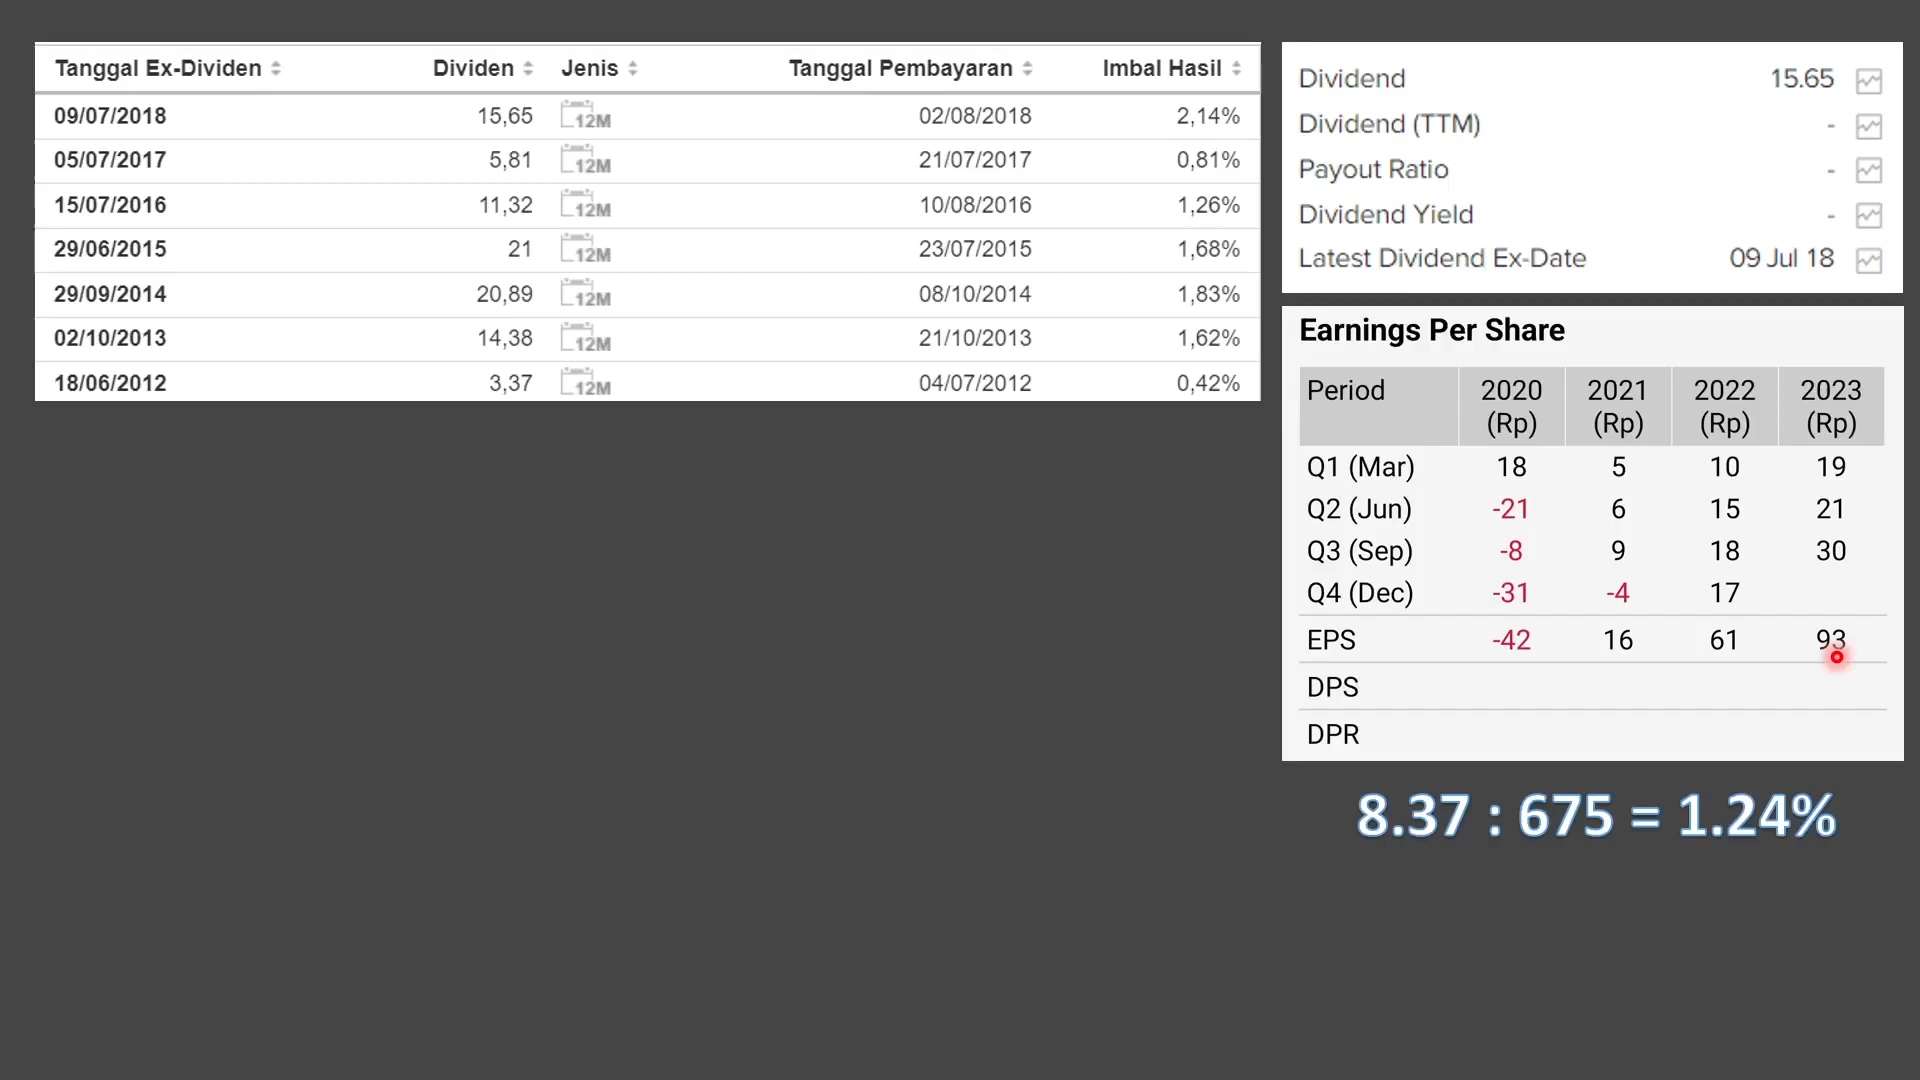 Tanggal Ex-Dividen Dividen Jenis Tanggal Pembayaran Imbal Hasil
09/07/2018 15,65 12M 02/08/2018 2,14%
05/07/2017 5,81 12M 21/07/2017 0,81%
15/07/2016 11,32 12M 10/08/2016 1,26%
29/06/2015 21 12M 23/07/2015 1,68%
29/09/2014 20,89 12M 08/10/2014 1,83%
02/10/2013 14,38 12M 21/10/2013 1,62%
18/06/2012 3,37 12M 04/07/2012 0,42%
Dividend 15.65
Dividend (TTM) -
Payout Ratio -
Dividend Yield -
Latest Dividend Ex-Date 09 Jul 18
Earnings Per Share
Period 2020 2021 2022 2023
(Rp) (Rp) (Rp) (Rp)
Q1 (Mar) 18 5 10 19
Q2 (Jun) -21 6 15 21
Q3 (Sep) -8 9 18 30
Q4 (Dec) -31 -4 17
EPS -42 16 61 93
DPS
DPR
8.37 : 675 = 1.24%